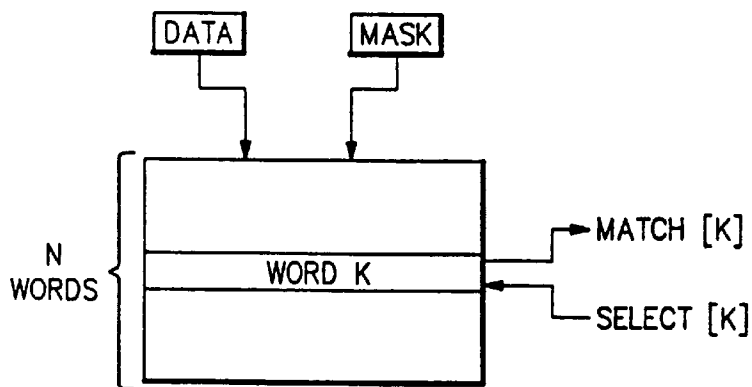 DATA
MASK
N
WORDS
WORD K
MATCH [K]
SELECT [K]